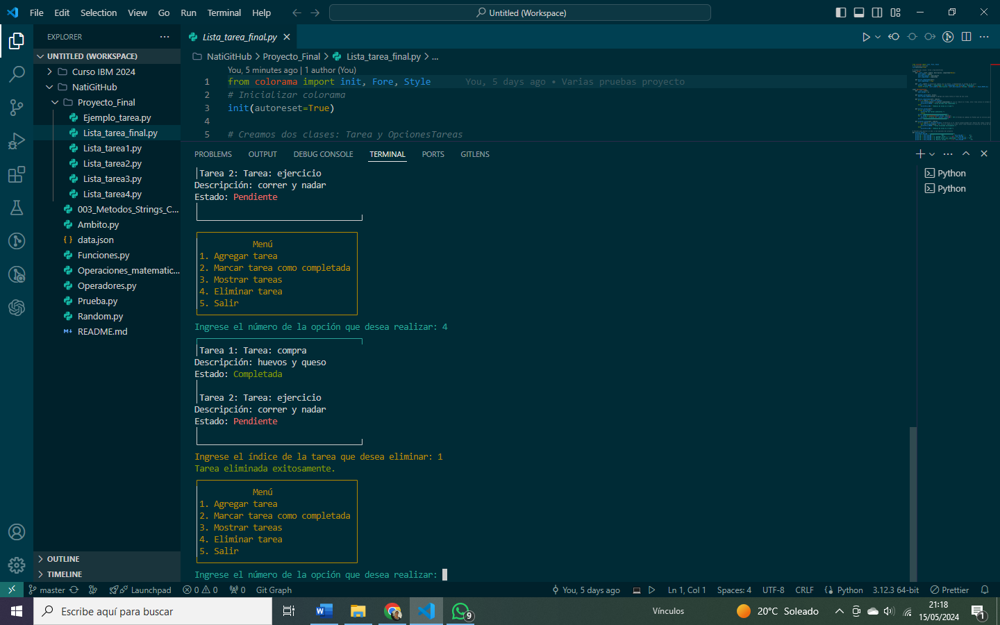 File Edit Selection View Go Run Terminal Help
Untitled (Workspace)
EXPLORER
UNTITLED (WORKSPACE)
Curso IBM 2024
NatiGitHub
Proyecto_Final
Ejemplo_tarea.py
Lista_tarea_final.py
Lista_tarea1.py
Lista_tarea2.py
Lista_tarea3.py
Lista_tarea4.py
003_Metodos_Strings_C...
Ambito.py
data.json
Funciones.py
Operaciones_matematic...
Operadores.py
Prueba.py
Random.py
README.md
OUTLINE
TIMELINE
Lista_tarea_final.py
NatiGitHub > Proyecto_Final > Lista_tarea_final.py > ...
You, 5 minutes ago | 1 author (You)
1 from colorama import init, Fore, Style You, 5 days ago • Varias pruebas proyecto
2 # Inicializar colorama
3 init(autoreset=True)
4
5 # Creamos dos clases: Tarea y OpcionesTareas
PROBLEMS OUTPUT DEBUG CONSOLE TERMINAL PORTS GITLENS
Python
Python
Tarea 2: Tarea: ejercicio
Descripción: correr y nadar
Estado: Pendiente
Menú
1. Agregar tarea
2. Marcar tarea como completada
3. Mostrar tareas
4. Eliminar tarea
5. Salir
Ingrese el número de la opción que desea realizar: 4
Tarea 1: Tarea: compra
Descripción: huevos y queso
Estado: Completada
Tarea 2: Tarea: ejercicio
Descripción: correr y nadar
Estado: Pendiente
Ingrese el índice de la tarea que desea eliminar: 1
Tarea eliminada exitosamente.
Menú
1. Agregar tarea
2. Marcar tarea como completada
3. Mostrar tareas
4. Eliminar tarea
5. Salir
Ingrese el número de la opción que desea realizar:
master Launchpad 0 0 0 Git Graph You, 5 days ago Ln 1, Col 1 Spaces: 4 UTF-8 CRLF Python 3.12.3 64-bit Prettier
Escribe aquí para buscar
9
Vínculos
20°C Soleado
21:18
15/05/2024
1